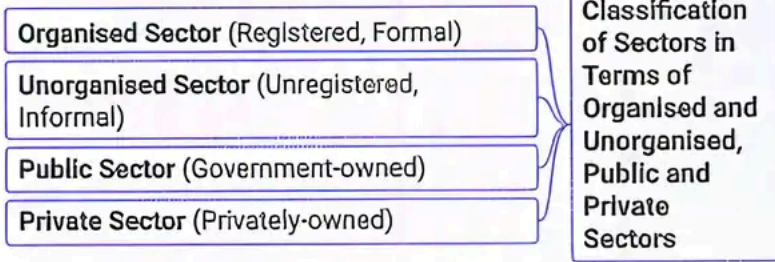 Organised Sector (Registered, Formal)
Unorganised Sector (Unregistered,
Informal)
Public Sector (Government-owned)
Private Sector (Privately-owned)
Classification
of Sectors in
Terms of
Organised and
Unorganised,
Public and
Private
Sectors